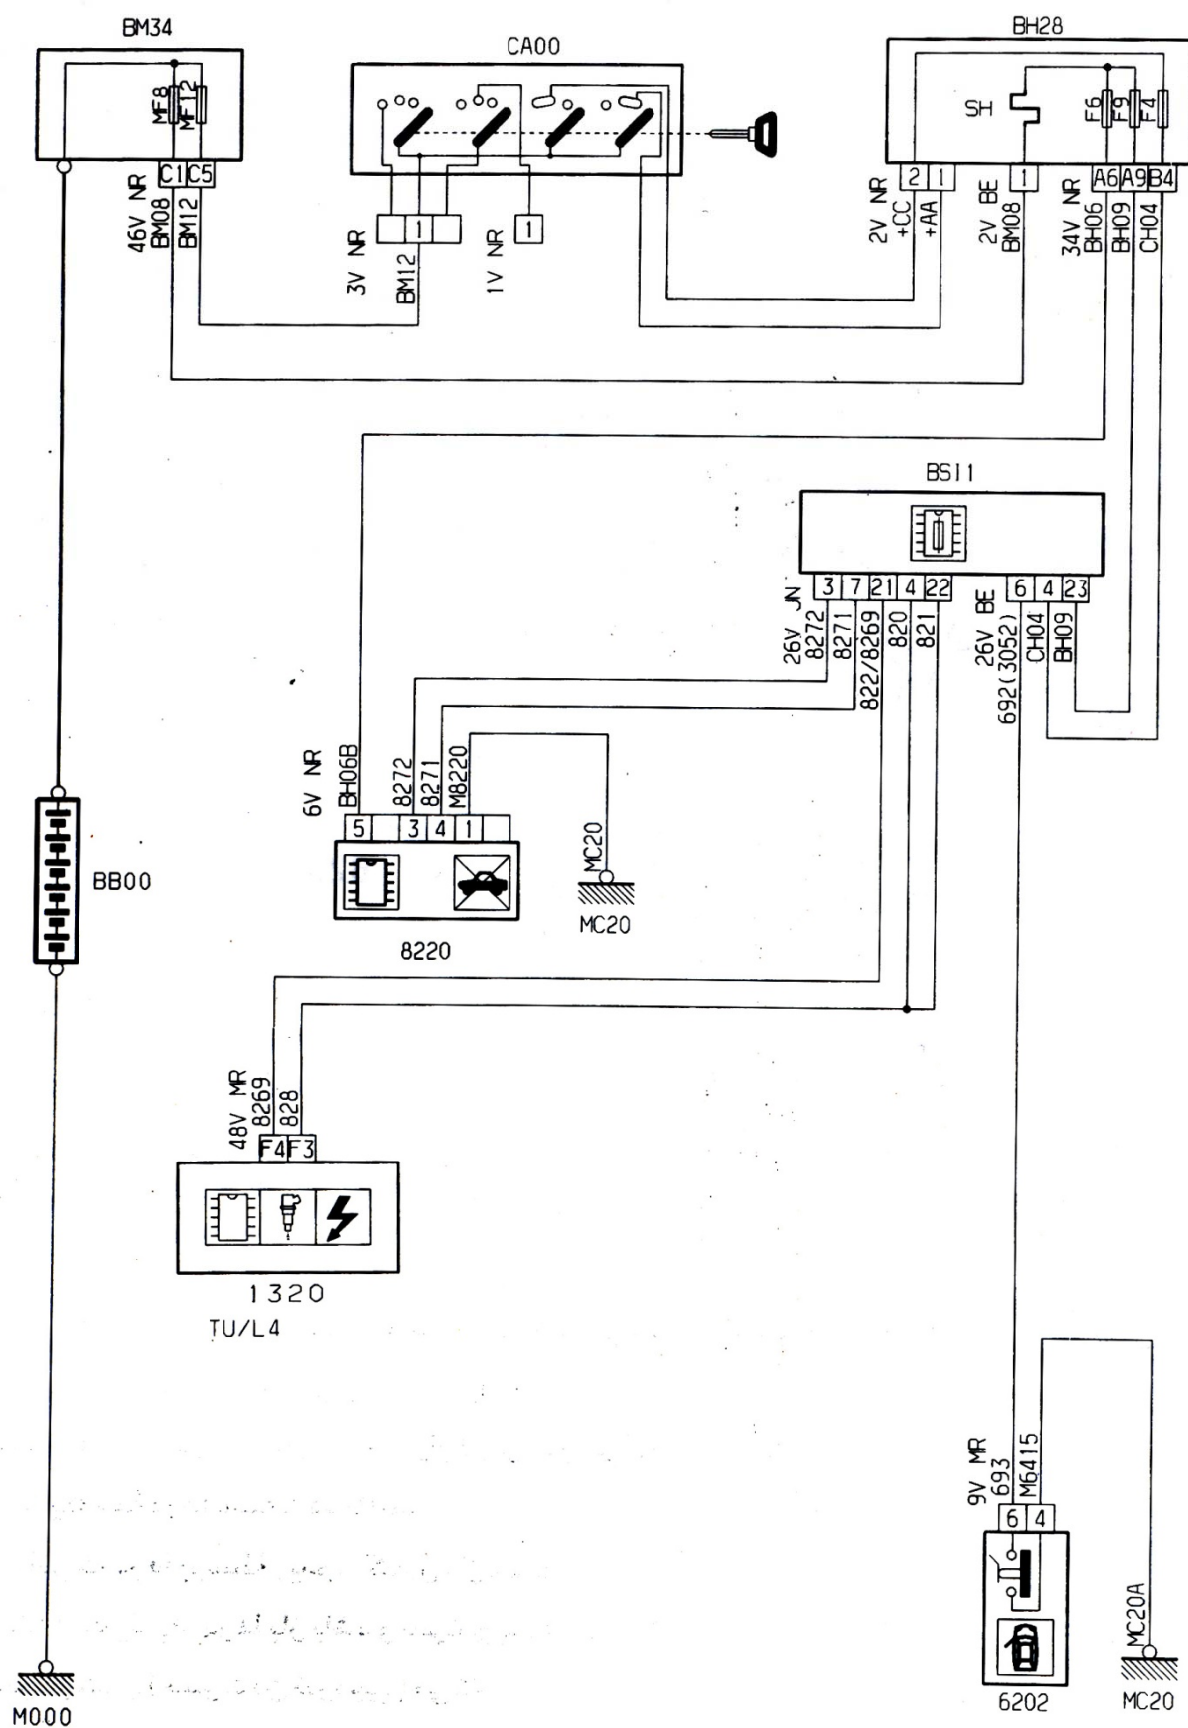 BM34
CA00
BH28
MF8
MF12
SH
F6
F9
F4
C1 C5
2 1
1
A6 A9 B4
46V NR
BM08
BM12
3V NR
1
BM12
1V NR
1
2V NR
+CC
+AA
2V BE
BM08
34V NR
BH06
BH09
CH04
BSI1
3 7 21 4 22
6 4 23
26V JN
8272
8271
822/8269
820
821
26V BE
692(3052)
CH04
BH09
6V NR
BH06B
8272
8271
M8220
5 3 4 1
BB00
MC20
MC20
8220
48V MR
8269
828
F4 F3
1320
TU/L4
9V MR
693
M6415
6 4
MC20A
6202
MC20
M000